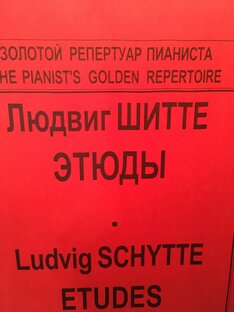 ЗОЛОТОЙ РЕПЕРТУАР ПИАНИСТА
HE PIANIST'S GOLDEN REPERTOIRE
Людвиг ШИТТЕ
ЭТЮДЫ
•
Ludvig SCHYTTE
ETUDES